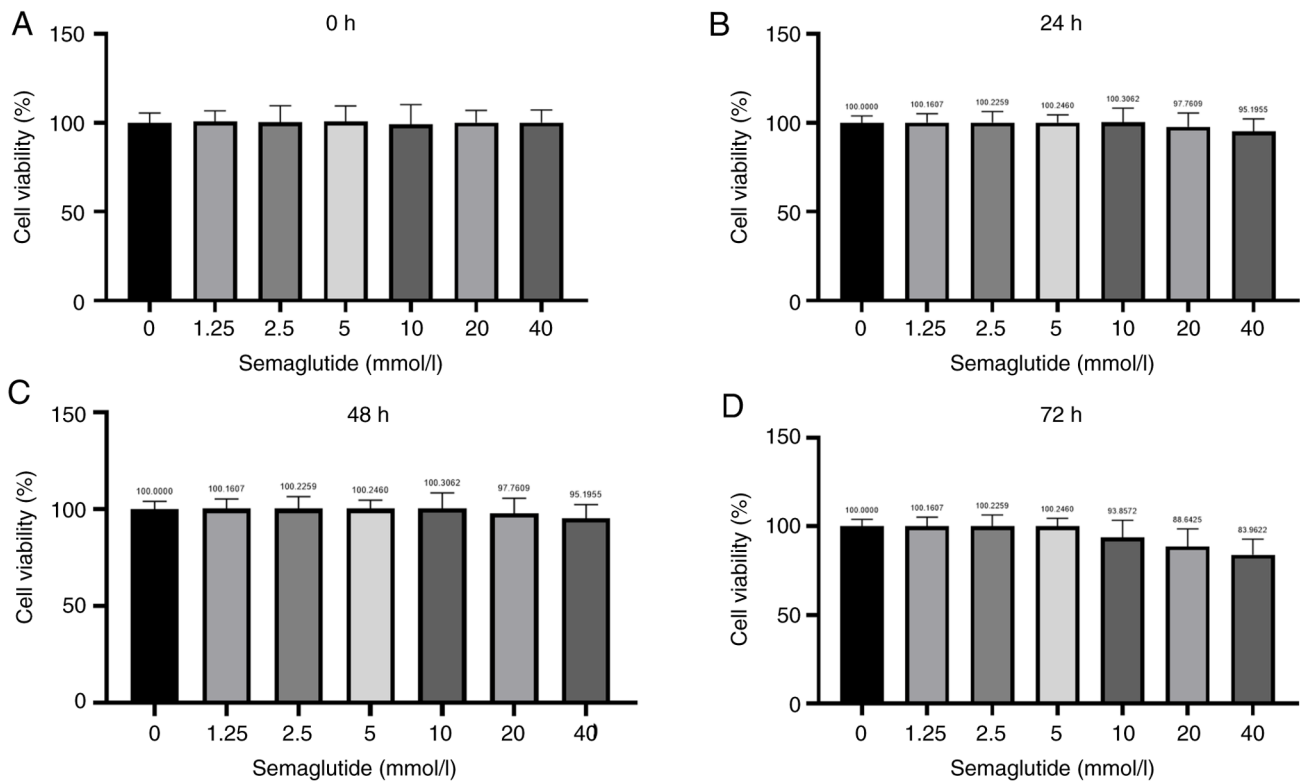 A
0 h
Cell viability (%)
150
100
50
0
0 1.25 2.5 5 10 20 40
Semaglutide (mmol/l)
B
24 h
Cell viability (%)
150
100
50
0
100.0000 100.1607 100.2259 100.2460 100.3062 97.7609 95.1955
0 1.25 2.5 5 10 20 40
Semaglutide (mmol/l)
C
48 h
Cell viability (%)
150
100
50
0
100.0000 100.1607 100.2259 100.2460 100.3062 97.7609 95.1955
0 1.25 2.5 5 10 20 40
Semaglutide (mmol/l)
D
72 h
Cell viability (%)
150
100
50
0
100.0000 100.1607 100.2259 100.2460 93.8572 88.6425 83.9622
0 1.25 2.5 5 10 20 40
Semaglutide (mmol/l)